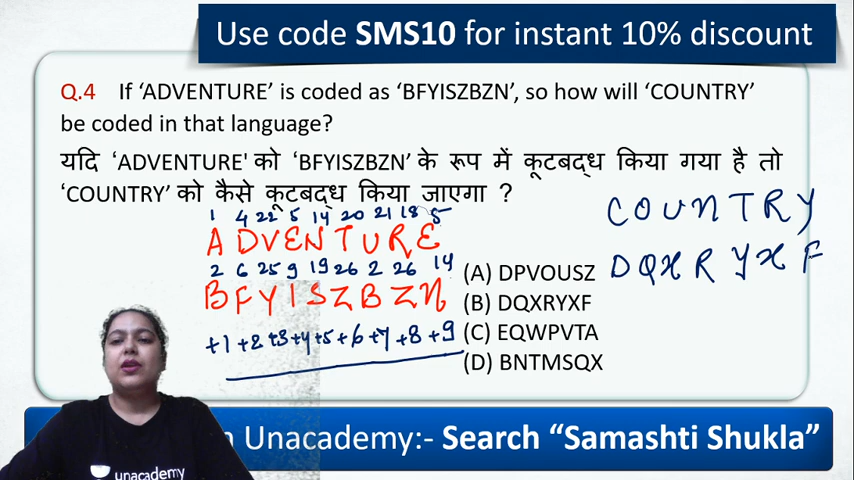 Use code SMS10 for instant 10% discount
Q.4 If ‘ADVENTURE’ is coded as ‘BFYISZBZN’, so how will ‘COUNTRY’
be coded in that language?
यदि ‘ADVENTURE' को ‘BFYISZBZN’ के रूप में कूटबद्ध किया गया है तो
‘COUNTRY’ को कैसे कूटबद्ध किया जाएगा ?
1 4 22 5 14 20 21 18 5
A D V E N T U R E
2 6 25 9 19 26 2 26 14
B F Y I S Z B Z N
+1 +2 +3 +4 +5 +6 +7 +8 +9
COUNTRY
DQXRYXF
(A) DPVOUSZ
(B) DQXRYXF
(C) EQWPVTA
(D) BNTMSQX
n Unacademy:- Search “Samashti Shukla”
unacademy